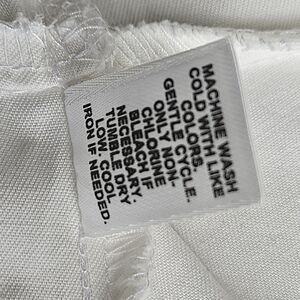 MACHINE WASH
COLD WITH LIKE
COLORS.
GENTLE CYCLE.
ONLY NON-
CHLORINE
BLEACH IF
NECESSARY.
TUMBLE DRY
LOW. COOL
IRON IF NEEDED.